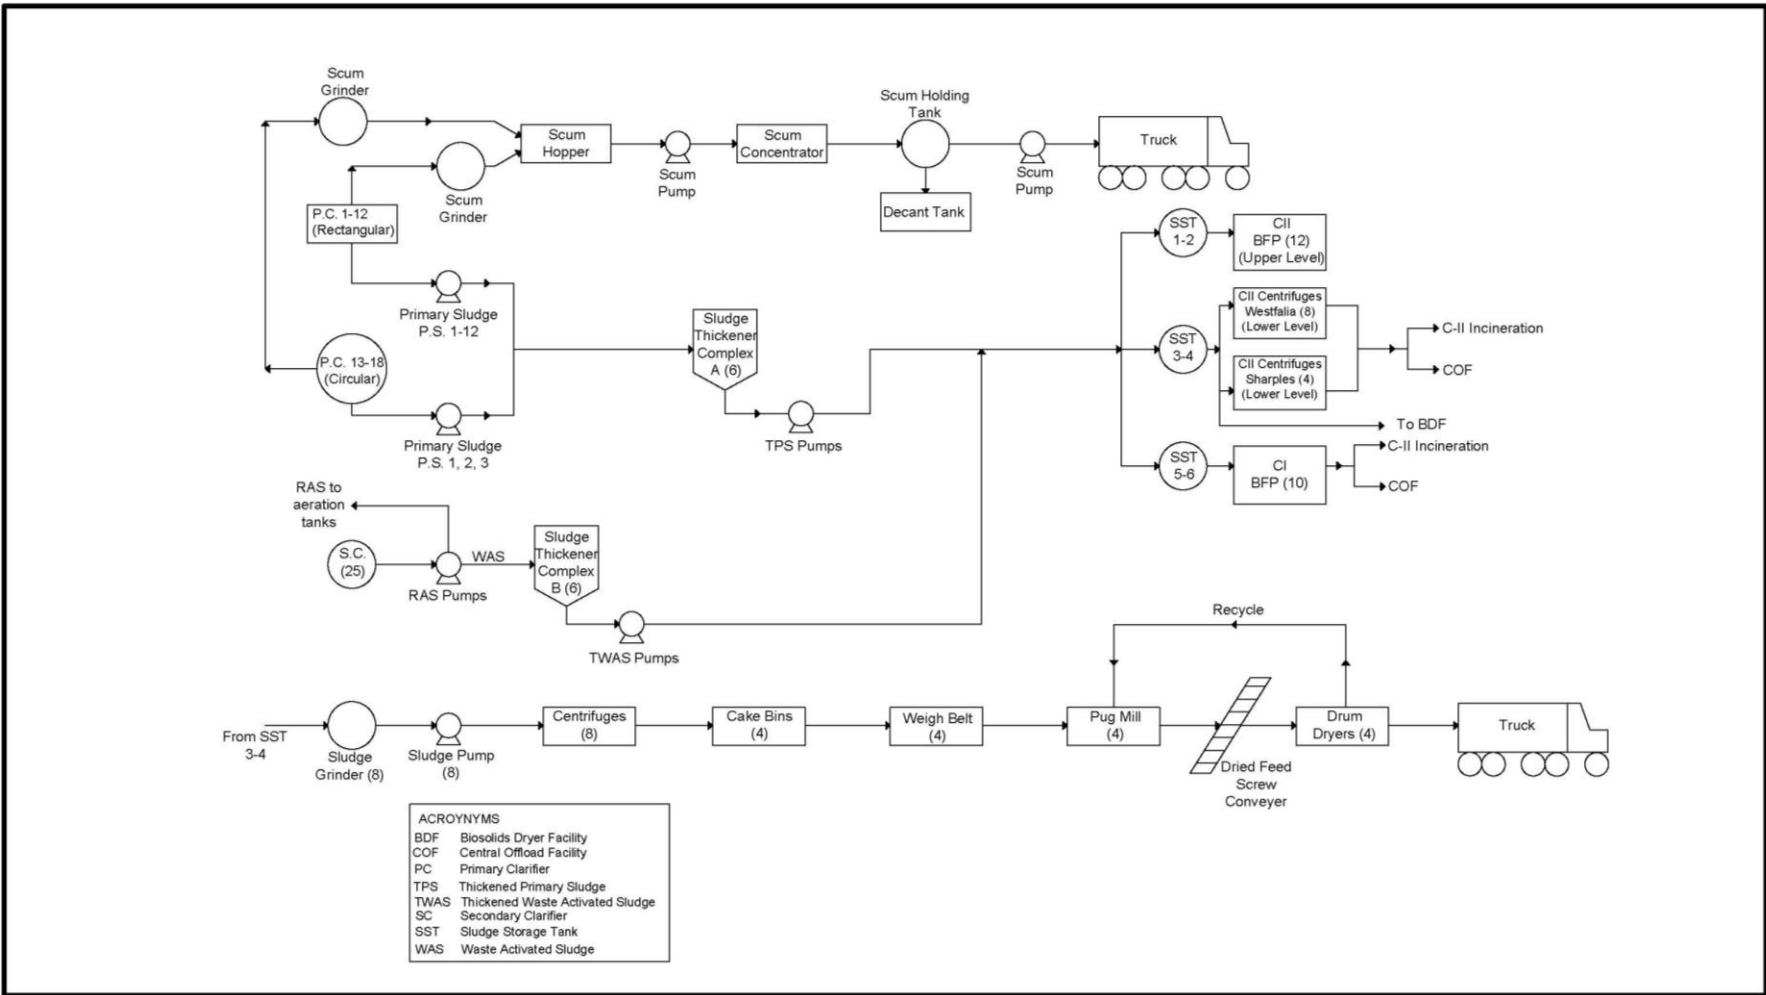 Scum
Grinder
Scum
Hopper
Scum
Pump
Scum
Concentrator
Scum Holding
Tank
Decant Tank
Scum
Pump
Truck
Scum
Grinder
P.C. 1-12
(Rectangular)
Primary Sludge
P.S. 1-12
P.C. 13-18
(Circular)
Primary Sludge
P.S. 1, 2, 3
Sludge
Thickener
Complex
A (6)
TPS Pumps
SST
1-2
CII
BFP (12)
(Upper Level)
SST
3-4
CII Centrifuges
Westfalia (8)
(Lower Level)
CII Centrifuges
Sharples (4)
(Lower Level)
C-II Incineration
COF
To BDF
SST
5-6
CI
BFP (10)
C-II Incineration
COF
RAS to
aeration
tanks
S.C.
(25)
RAS Pumps
WAS
Sludge
Thickener
Complex
B (6)
TWAS Pumps
Recycle
From SST
3-4
Sludge
Grinder (8)
Sludge Pump
(8)
Centrifuges
(8)
Cake Bins
(4)
Weigh Belt
(4)
Pug Mill
(4)
Dried Feed
Screw
Conveyer
Drum
Dryers (4)
Truck
ACROYNYMS
BDF Biosolids Dryer Facility
COF Central Offload Facility
PC Primary Clarifier
TPS Thickened Primary Sludge
TWAS Thickened Waste Activated Sludge
SC Secondary Clarifier
SST Sludge Storage Tank
WAS Waste Activated Sludge